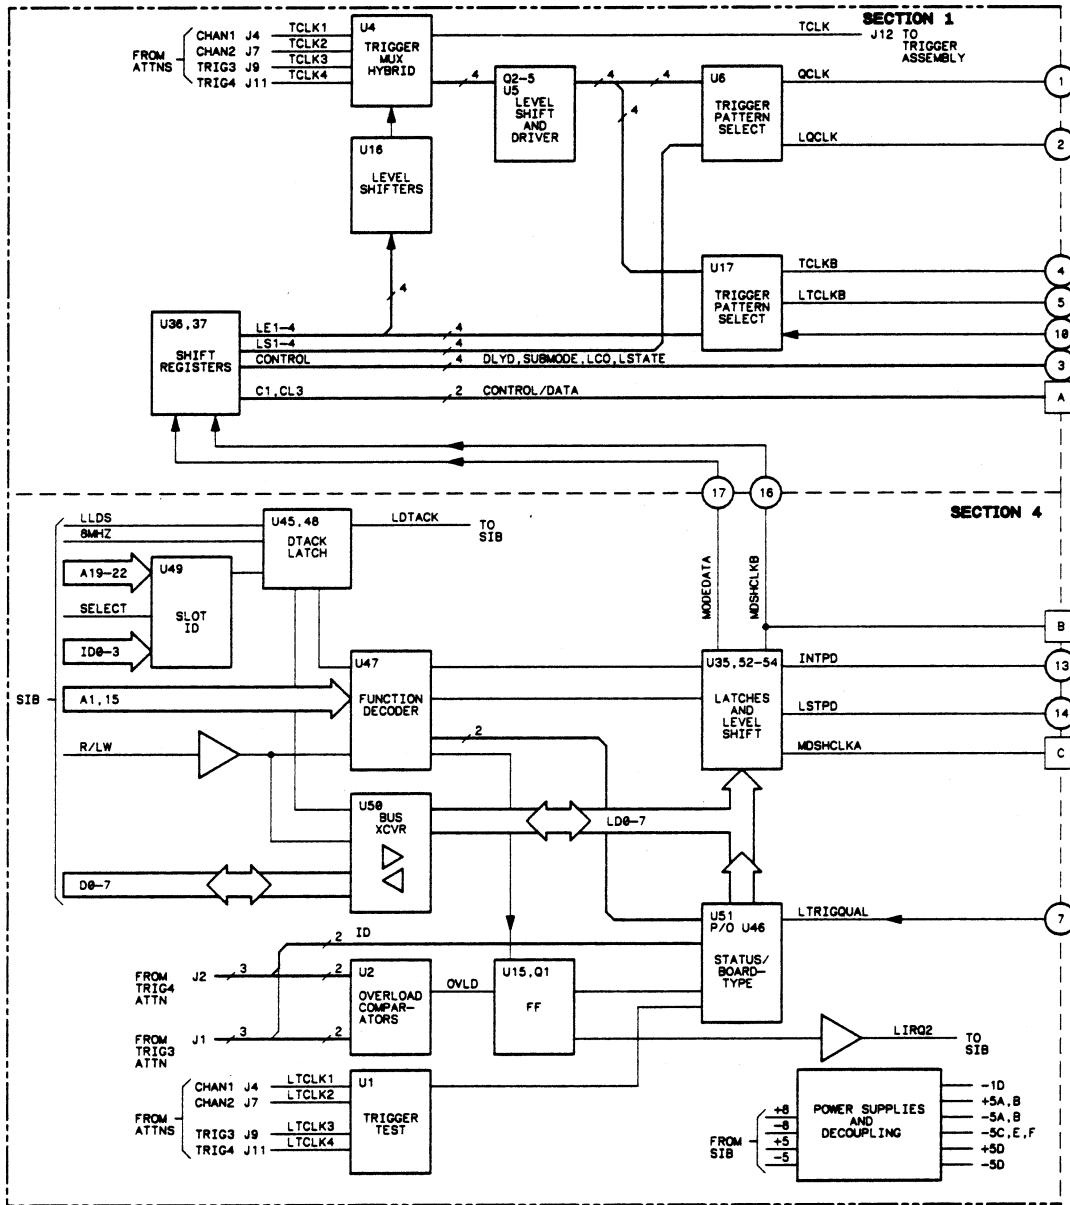 SECTION 1
FROM ATTNS
CHAN1 J4 TCLK1
CHAN2 J7 TCLK2
TRIG3 J9 TCLK3
TRIG4 J11 TCLK4
U4
TRIGGER
MUX
HYBRID
TCLK
J12 TO
TRIGGER
ASSEMBLY
4
Q2-5
U5
LEVEL
SHIFT
AND
DRIVER
4
4
4
U6
TRIGGER
PATTERN
SELECT
QCLK
1
LQCLK
2
U16
LEVEL
SHIFTERS
4
U17
TRIGGER
PATTERN
SELECT
TCLKB
4
LTCLKB
5
10
U36,37
SHIFT
REGISTERS
LE1-4 4
LS1-4 4
CONTROL 4 DLYD,SUBMODE,LCO,LSTATE
3
C1,CL3 2 CONTROL/DATA
A
17
16
SECTION 4
SIB
LLDS
8MHZ
A19-22
SELECT
ID0-3
A1,15
R/LW
D0-7
U45,48
DTACK
LATCH
LDTACK
TO
SIB
U49
SLOT
ID
U47
FUNCTION
DECODER
2
MODEDATA
MDSHCLKB
B
U35,52-54
LATCHES
AND
LEVEL
SHIFT
INTPD
13
LSTPD
14
MDSHCLKA
C
U50
BUS
XCVR
LD0-7
U51
P/O U46
STATUS/
BOARD-
TYPE
LTRIGQUAL
7
2 ID
FROM
TRIG4
ATTN
J2 3 2
FROM
TRIG3
ATTN
J1 3 2
U2
OVERLOAD
COMPAR-
ATORS
OVLD
U15,Q1
FF
LIRQ2
TO
SIB
FROM
ATTNS
CHAN1 J4 LTCLK1
CHAN2 J7 LTCLK2
TRIG3 J9 LTCLK3
TRIG4 J11 LTCLK4
U1
TRIGGER
TEST
FROM
SIB
+8
-8
+5
-5
POWER SUPPLIES
AND
DECOUPLING
-1D
+5A,B
-5A,B
-5C,E,F
+5D
-5D